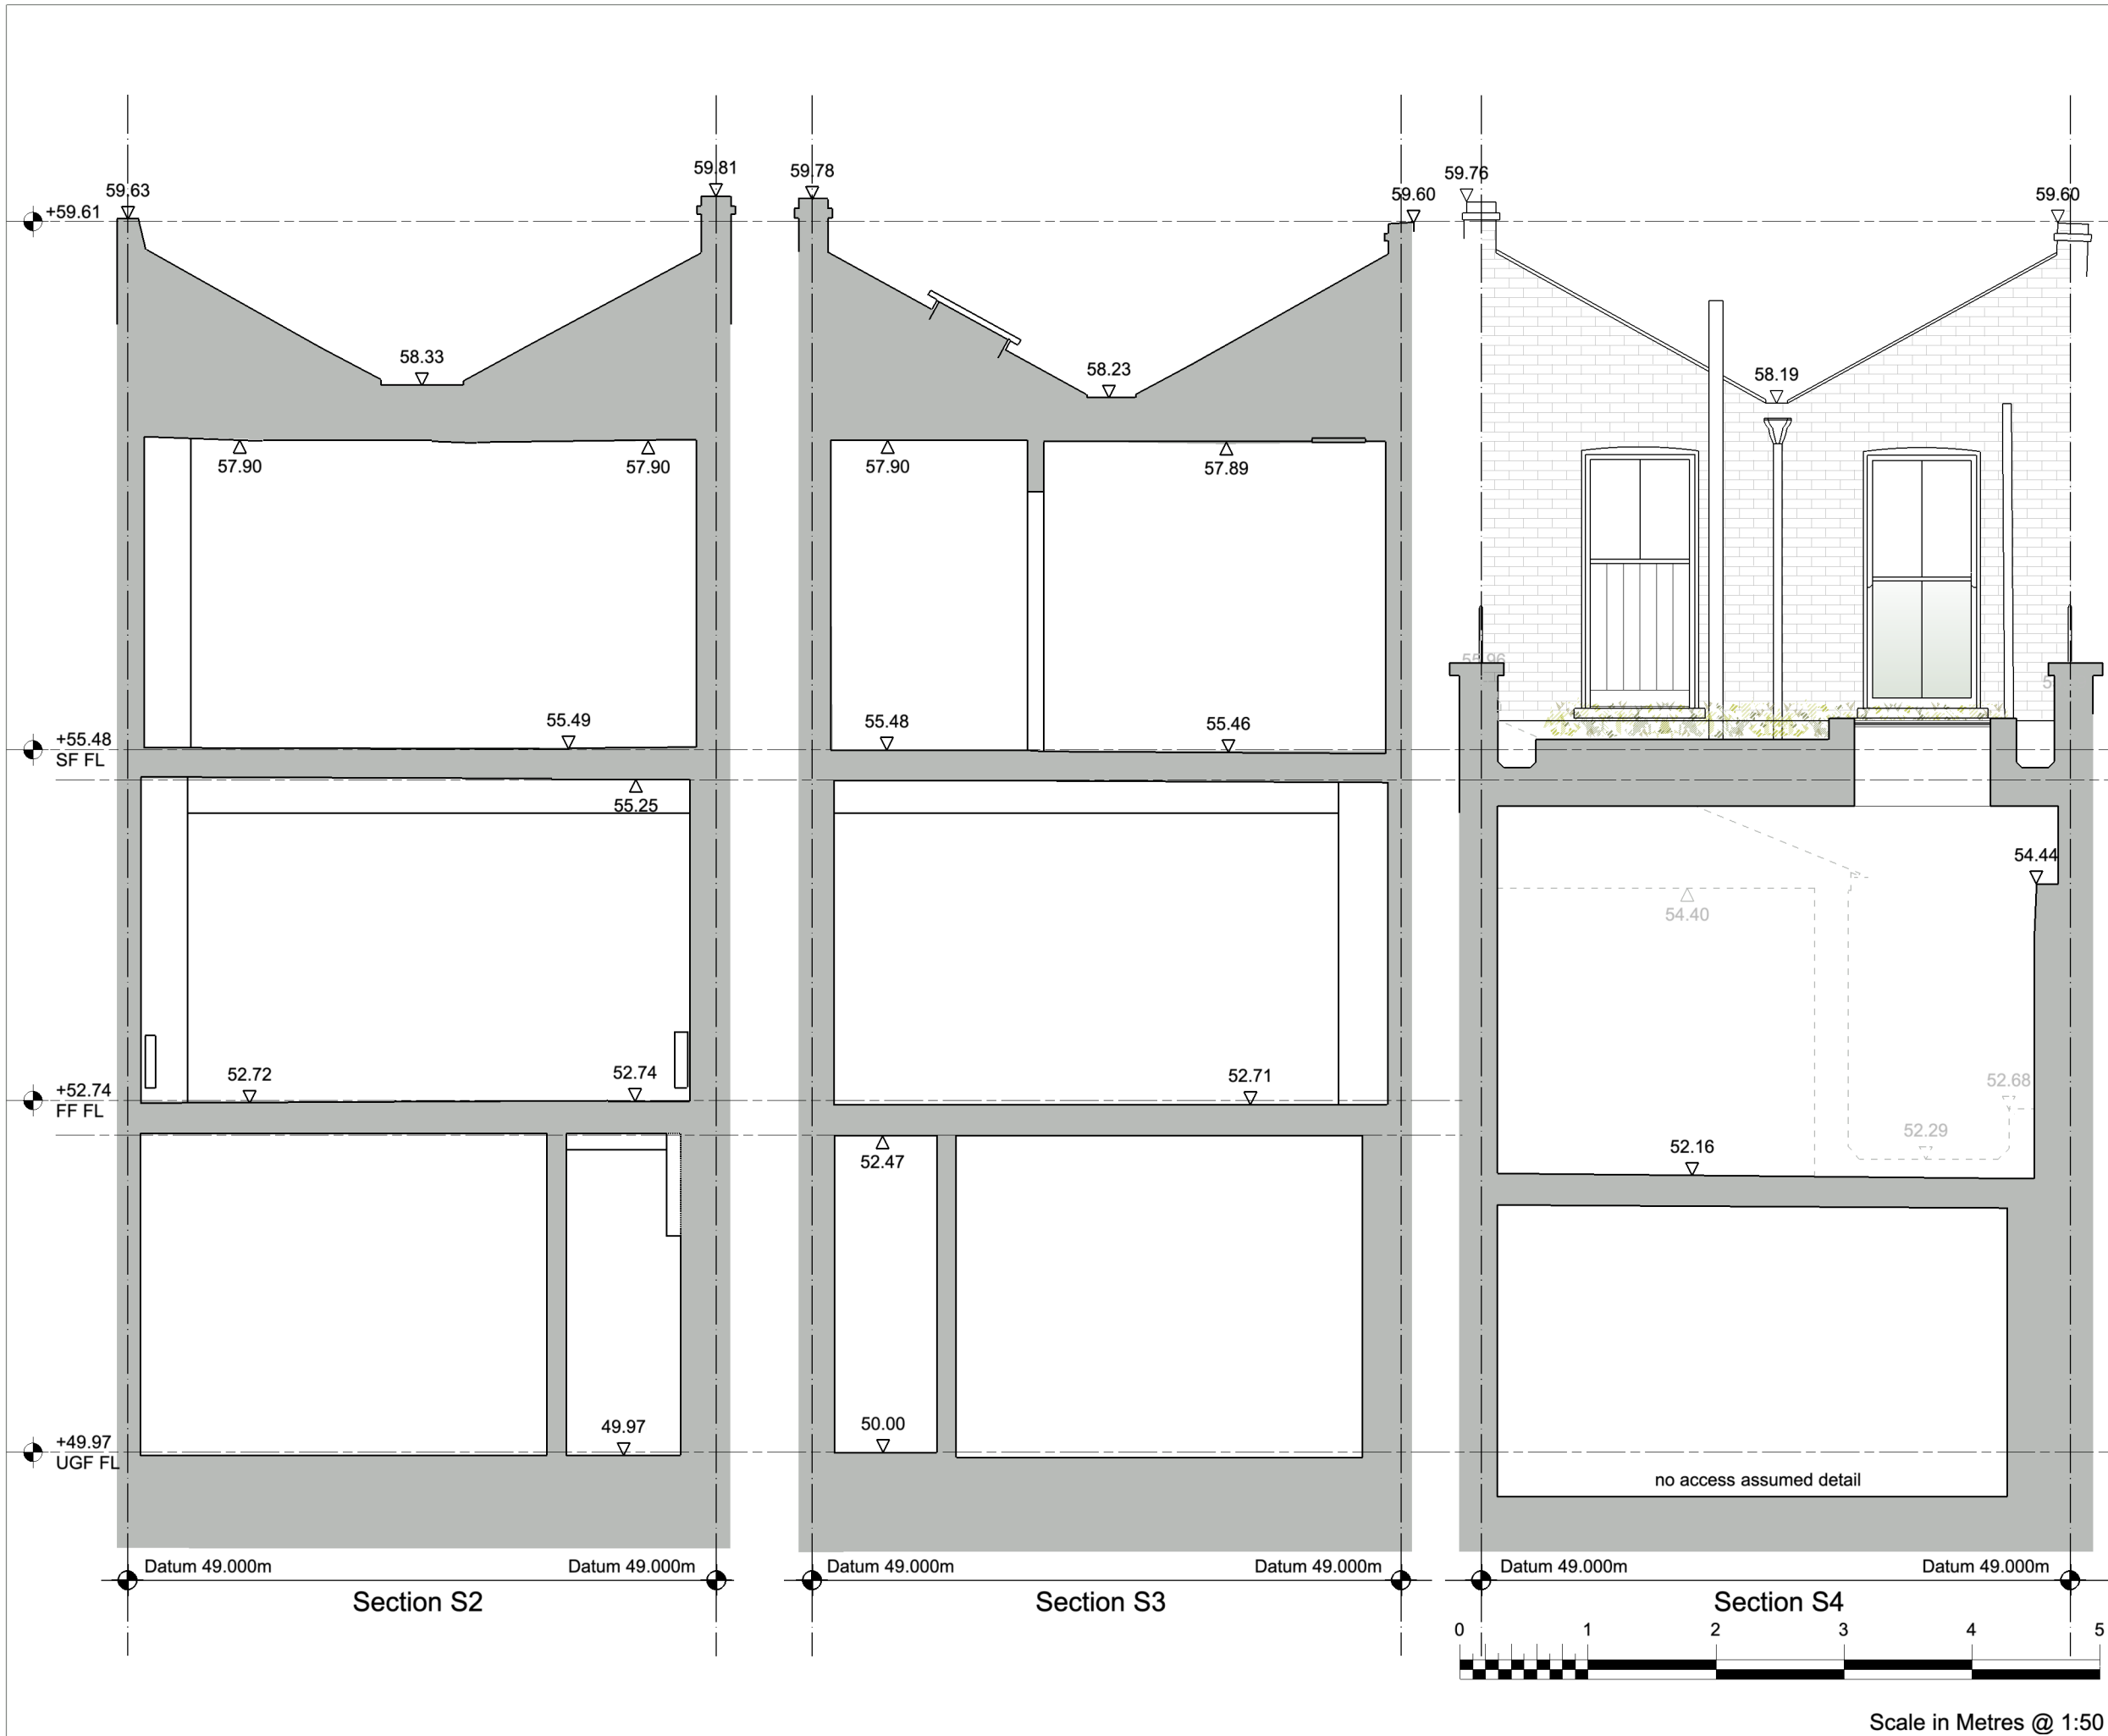 59.63
59.81
59.78
59.60
59.76
59.60
+59.61
58.33
58.23
58.19
57.90
57.90
57.90
57.89
55.96
+55.48
SF FL
55.49
55.48
55.46
55.25
54.44
54.40
+52.74
FF FL
52.72
52.74
52.71
52.68
52.29
52.47
52.16
+49.97
UGF FL
49.97
50.00
no access assumed detail
Datum 49.000m
Datum 49.000m
Section S2
Datum 49.000m
Datum 49.000m
Section S3
Datum 49.000m
Datum 49.000m
Section S4
0 1 2 3 4 5
Scale in Metres @ 1:50